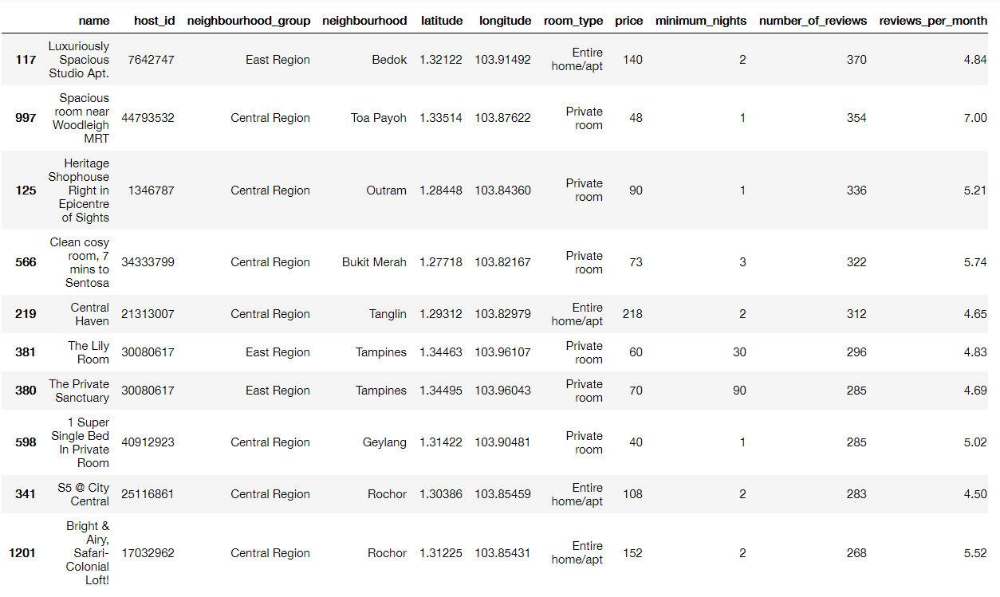 name host_id neighbourhood_group neighbourhood latitude longitude room_type price minimum_nights number_of_reviews reviews_per_month
117 Luxuriously Spacious Studio Apt. 7642747 East Region Bedok 1.32122 103.91492 Entire home/apt 140 2 370 4.84
997 Spacious room near Woodleigh MRT 44793532 Central Region Toa Payoh 1.33514 103.87622 Private room 48 1 354 7.00
125 Heritage Shophouse Right in Epicentre of Sights 1346787 Central Region Outram 1.28448 103.84360 Private room 90 1 336 5.21
566 Clean cosy room, 7 mins to Sentosa 34333799 Central Region Bukit Merah 1.27718 103.82167 Private room 73 3 322 5.74
219 Central Haven 21313007 Central Region Tanglin 1.29312 103.82979 Entire home/apt 218 2 312 4.65
381 The Lily Room 30080617 East Region Tampines 1.34463 103.96107 Private room 60 30 296 4.83
380 The Private Sanctuary 30080617 East Region Tampines 1.34495 103.96043 Private room 70 90 285 4.69
598 1 Super Single Bed In Private Room 40912923 Central Region Geylang 1.31422 103.90481 Private room 40 1 285 5.02
341 S5 @ City Central 25116861 Central Region Rochor 1.30386 103.85459 Entire home/apt 108 2 283 4.50
1201 Bright & Airy, Safari-Colonial Loft! 17032962 Central Region Rochor 1.31225 103.85431 Entire home/apt 152 2 268 5.52